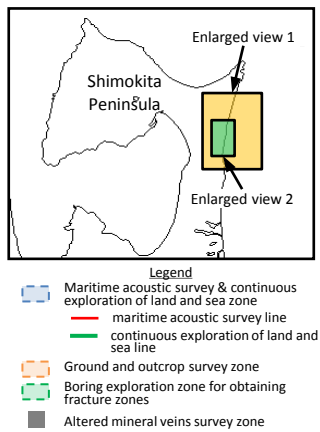 Enlarged view 1
Shimokita
Peninsula
Enlarged view 2
Legend
Maritime acoustic survey & continuous
exploration of land and sea zone
maritime acoustic survey line
continuous exploration of land and
sea line
Ground and outcrop survey zone
Boring exploration zone for obtaining
fracture zones
Altered mineral veins survey zone